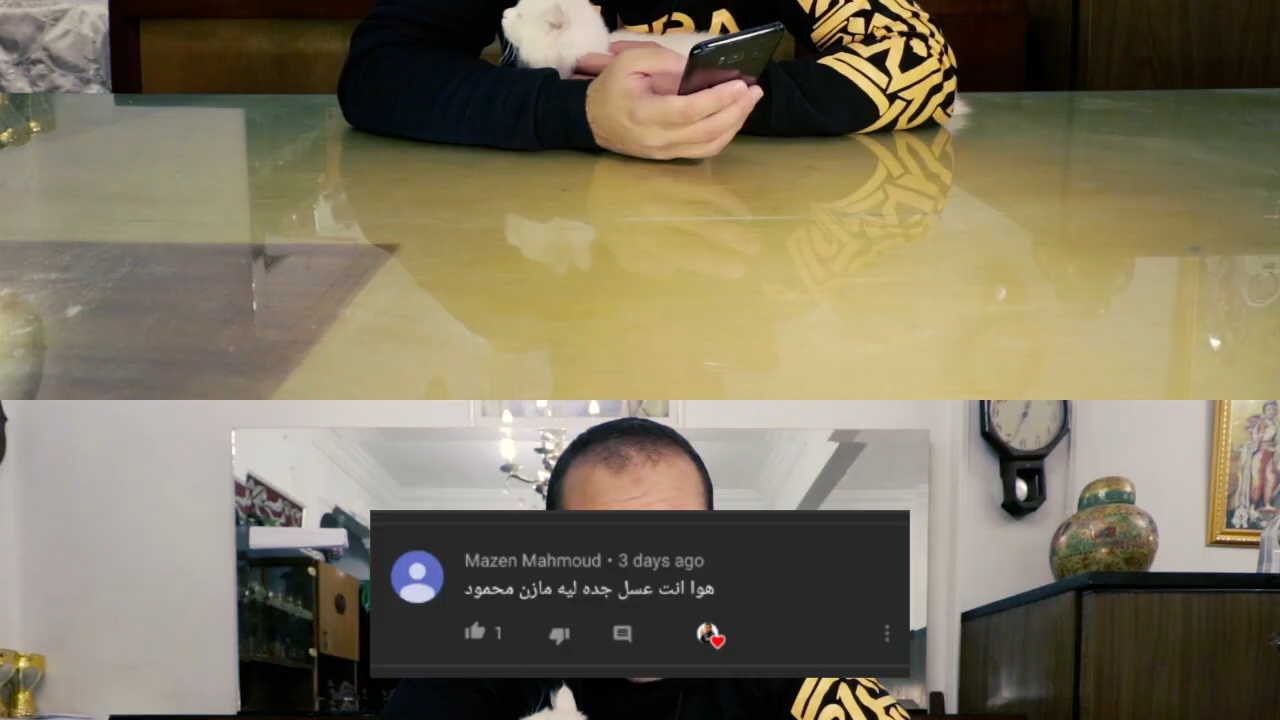 Mazen Mahmoud • 3 days ago
هوا انت عسل جده ليه مازن محمود
1